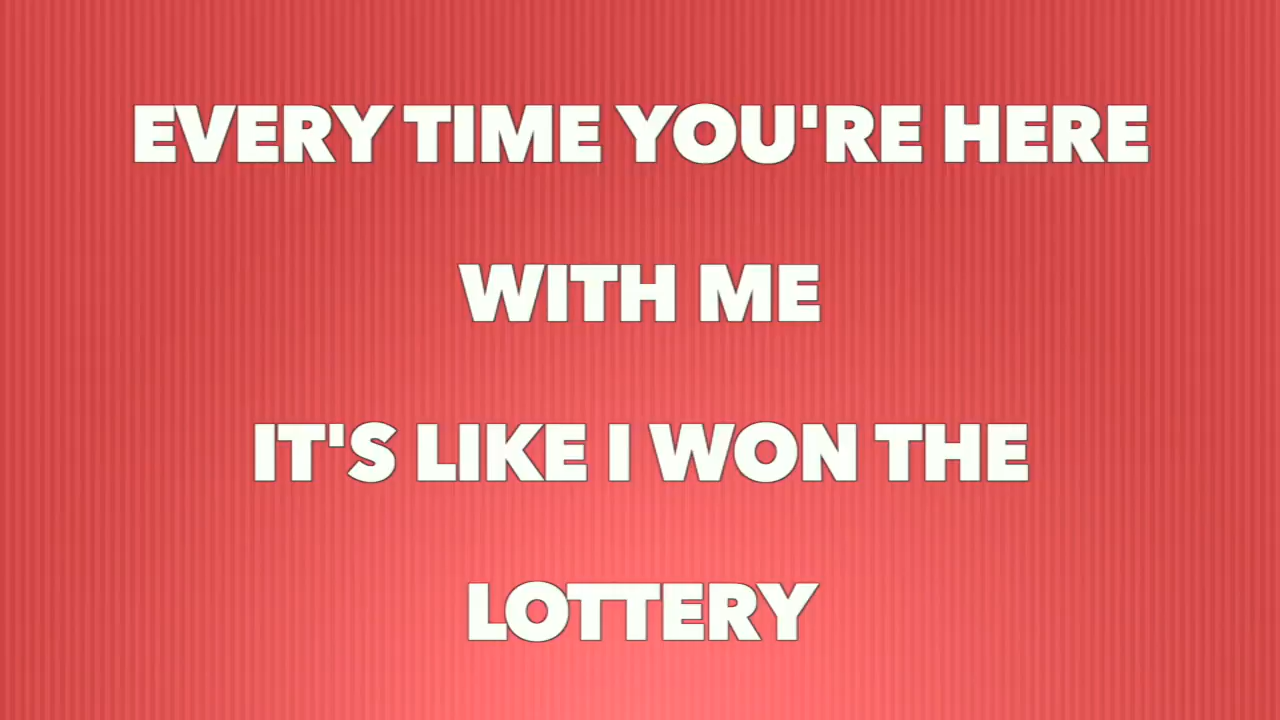 EVERY TIME YOU'RE HERE
WITH ME
IT'S LIKE I WON THE
LOTTERY